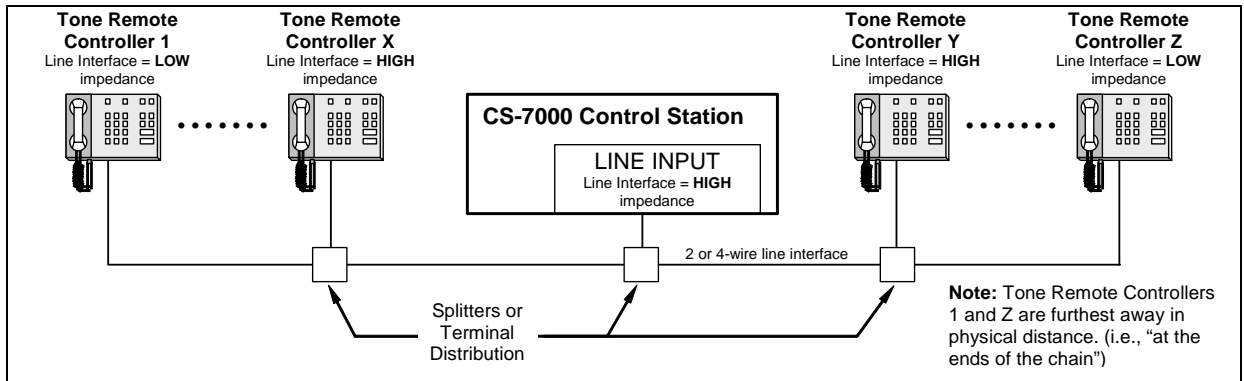 Tone Remote
Controller 1
Line Interface = LOW
impedance
Tone Remote
Controller X
Line Interface = HIGH
impedance
CS-7000 Control Station
LINE INPUT
Line Interface = HIGH
impedance
Tone Remote
Controller Y
Line Interface = HIGH
impedance
Tone Remote
Controller Z
Line Interface = LOW
impedance
2 or 4-wire line interface
Splitters or
Terminal
Distribution
Note: Tone Remote Controllers
1 and Z are furthest away in
physical distance. (i.e., “at the
ends of the chain”)